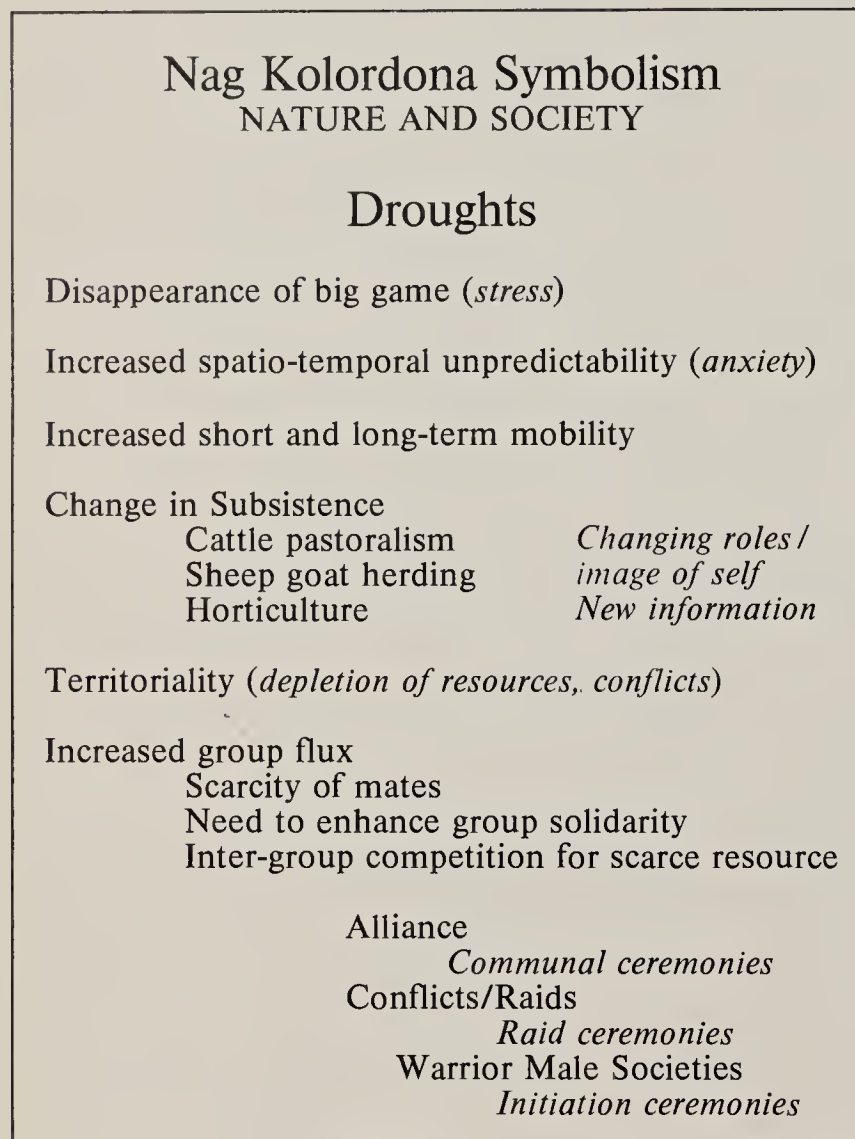 Nag Kolordona Symbolism
NATURE AND SOCIETY
Droughts
Disappearance of big game (stress)
Increased spatio-temporal unpredictability (anxiety)
Increased short and long-term mobility
Change in Subsistence
Cattle pastoralism Changing roles /
Sheep goat herding image of self
Horticulture New information
Territoriality (depletion of resources,. conflicts)
Increased group flux
Scarcity of mates
Need to enhance group solidarity
Inter-group competition for scarce resource
Alliance
Communal ceremonies
Conflicts/Raids
Raid ceremonies
Warrior Male Societies
Initiation ceremonies